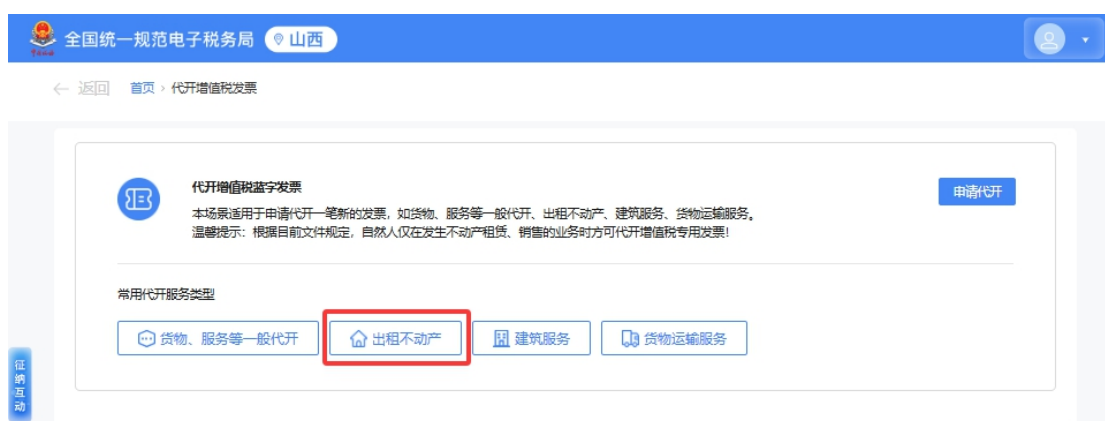 全国统一规范电子税务局 山西
返回 首页 › 代开增值税发票
代开增值税蓝字发票
申请代开
本场景适用于申请代开一笔新的发票，如货物、服务等一般代开、出租不动产、建筑服务、货物运输服务。
温馨提示：根据目前文件规定，自然人仅在发生不动产租赁、销售的业务时方可代开增值税专用发票！
常用代开服务类型
货物、服务等一般代开 出租不动产 建筑服务 货物运输服务
征纳互动